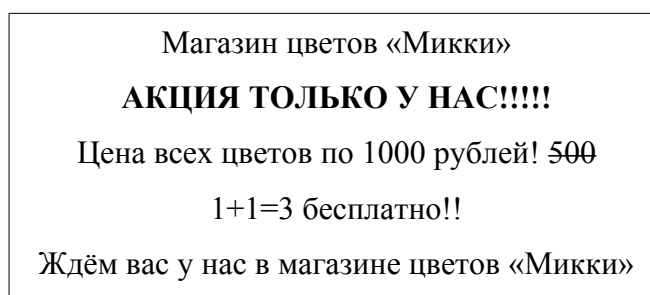 Магазин цветов «Микки»
АКЦИЯ ТОЛЬКО У НАС!!!!!
Цена всех цветов по 1000 рублей! 500
1+1=3 бесплатно!!
Ждём вас у нас в магазине цветов «Микки»